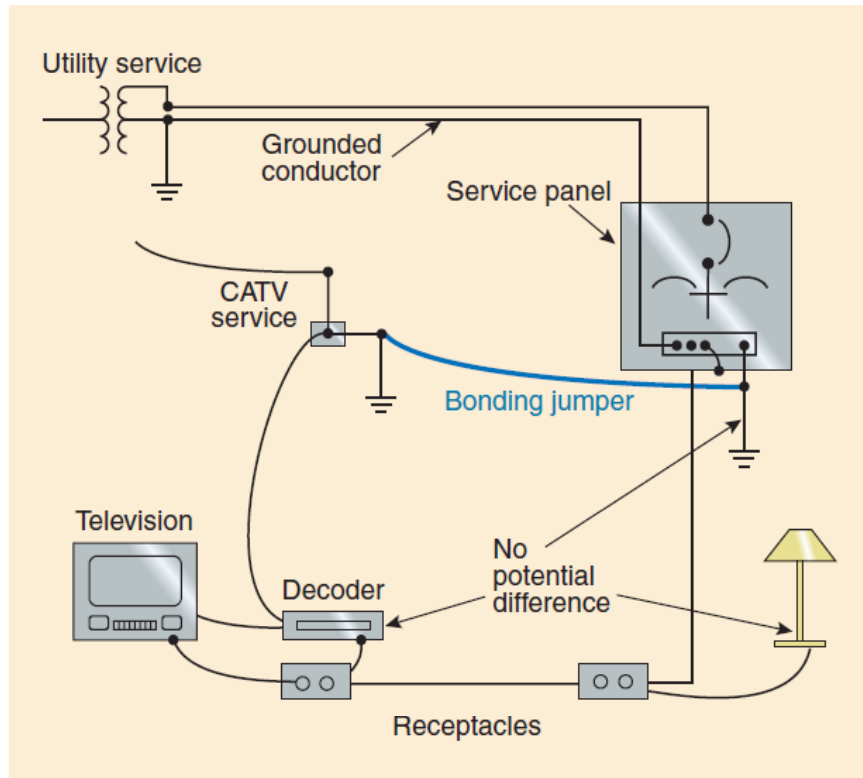 Utility service
Grounded
conductor
Service panel
CATV
service
Bonding jumper
Television
Decoder
No
potential
difference
Receptacles